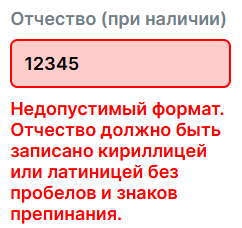 Отчество (при наличии)
12345
Недопустимый формат.
Отчество должно быть
записано кириллицей
или латиницей без
пробелов и знаков
препинания.